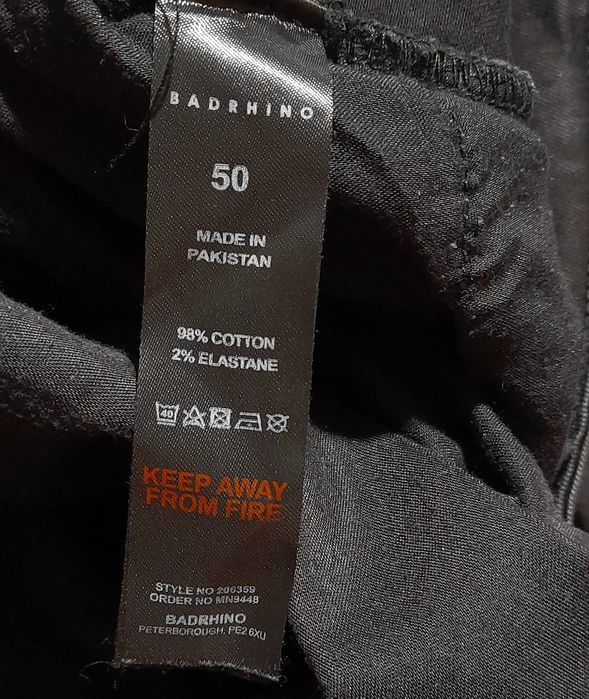 BADRHINO
50
MADE IN
PAKISTAN
98% COTTON
2% ELASTANE
40
KEEP AWAY
FROM FIRE
STYLE NO 206359
ORDER NO MN9448
BADRHINO
PETERBOROUGH, PE2 6XU